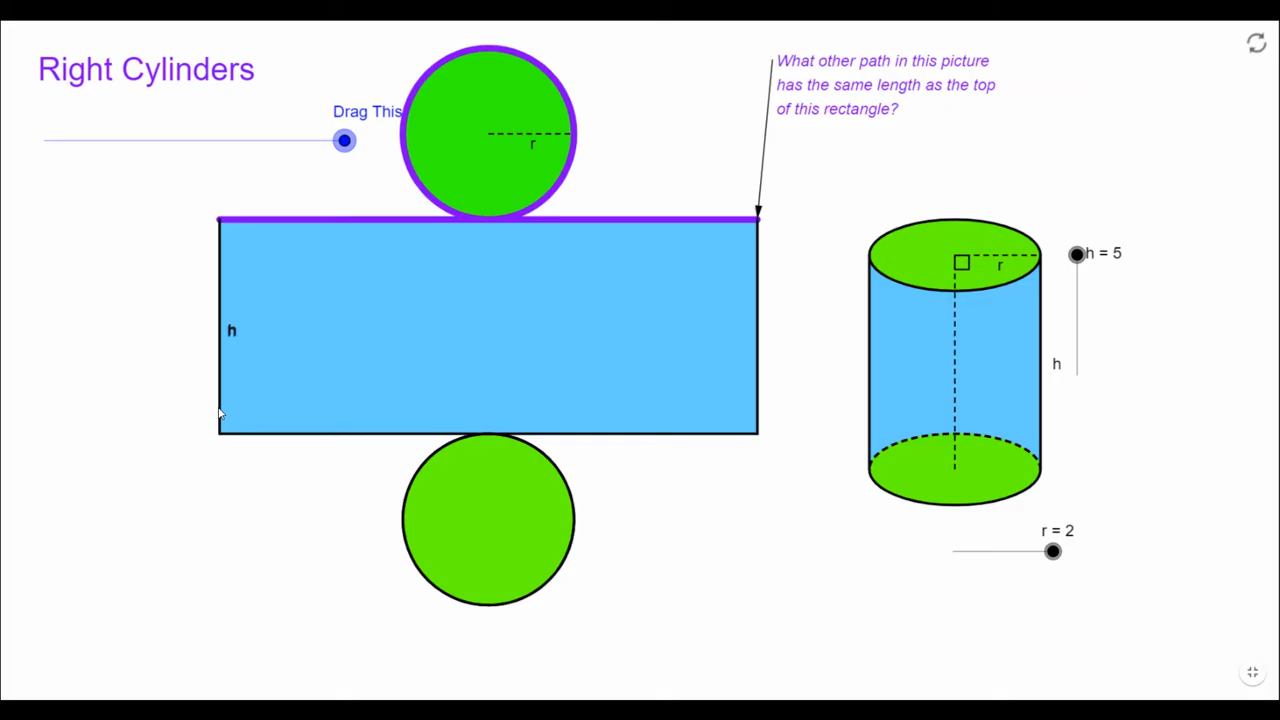 Right Cylinders
Drag This
What other path in this picture
has the same length as the top
of this rectangle?
r
h
r
h = 5
h
r = 2